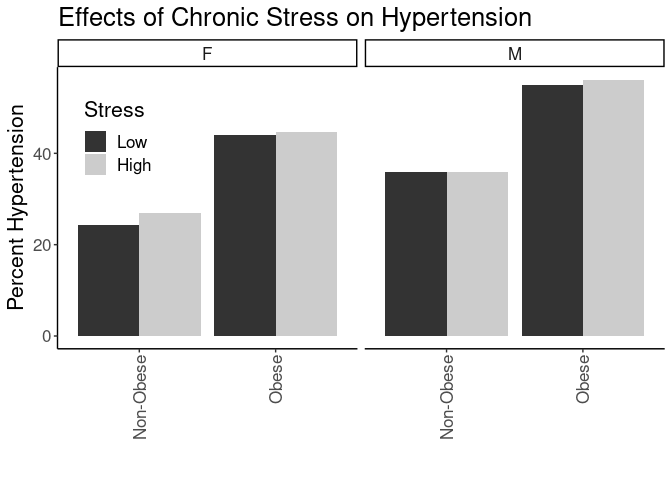 Effects of Chronic Stress on Hypertension
F
M
Percent Hypertension
40
20
0
Stress
Low
High
Non-Obese
Obese
Non-Obese
Obese